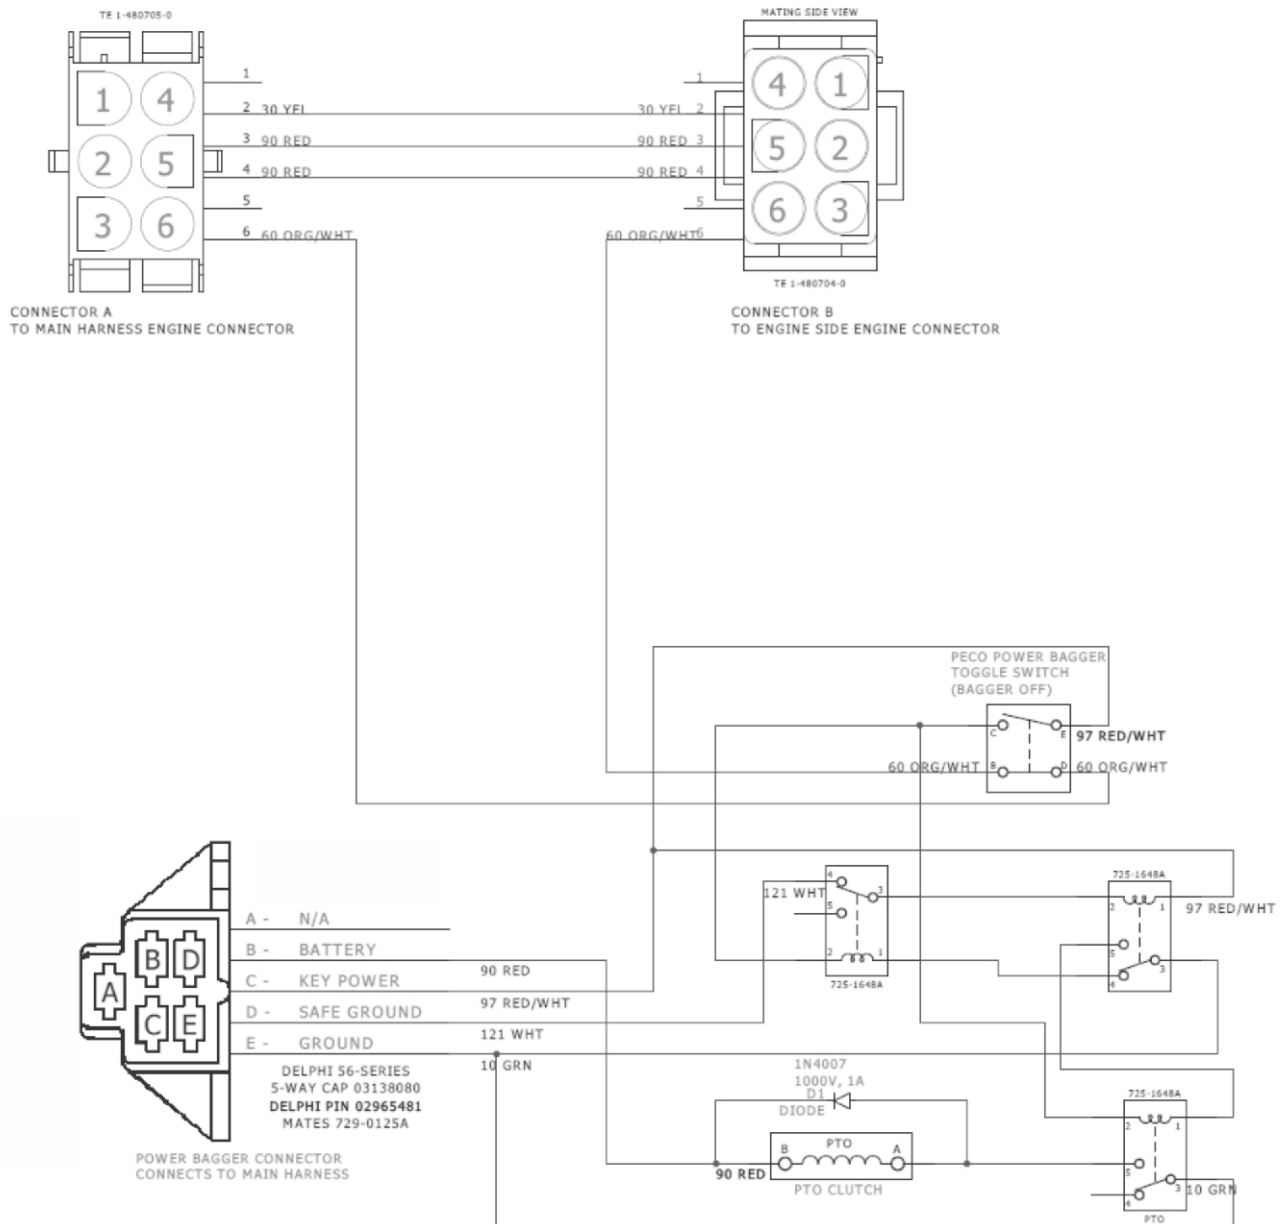 TE 1-480705-0
1
4
2
5
3
6
1
2 30 YEL
3 90 RED
4 90 RED
5
6 60 ORG/WHT
CONNECTOR A
TO MAIN HARNESS ENGINE CONNECTOR
MATING SIDE VIEW
1
30 YEL 2
90 RED 3
90 RED 4
5
60 ORG/WHT 6
4
1
5
2
6
3
TE 1-480704-0
CONNECTOR B
TO ENGINE SIDE ENGINE CONNECTOR
PECO POWER BAGGER
TOGGLE SWITCH
(BAGGER OFF)
C
E
97 RED/WHT
60 ORG/WHT
B
D
60 ORG/WHT
121 WHT
4
3
5
2
1
725-1648A
725-1648A
2
1
97 RED/WHT
5
3
4
A
B
D
C
E
A - N/A
B - BATTERY
90 RED
C - KEY POWER
97 RED/WHT
D - SAFE GROUND
121 WHT
E - GROUND
10 GRN
DELPHI 56-SERIES
5-WAY CAP 03138080
DELPHI PIN 02965481
MATES 729-0125A
POWER BAGGER CONNECTOR
CONNECTS TO MAIN HARNESS
1N4007
1000V, 1A
D1
DIODE
90 RED
B
PTO
A
PTO CLUTCH
725-1648A
2
1
5
3
4
10 GRN
PTO